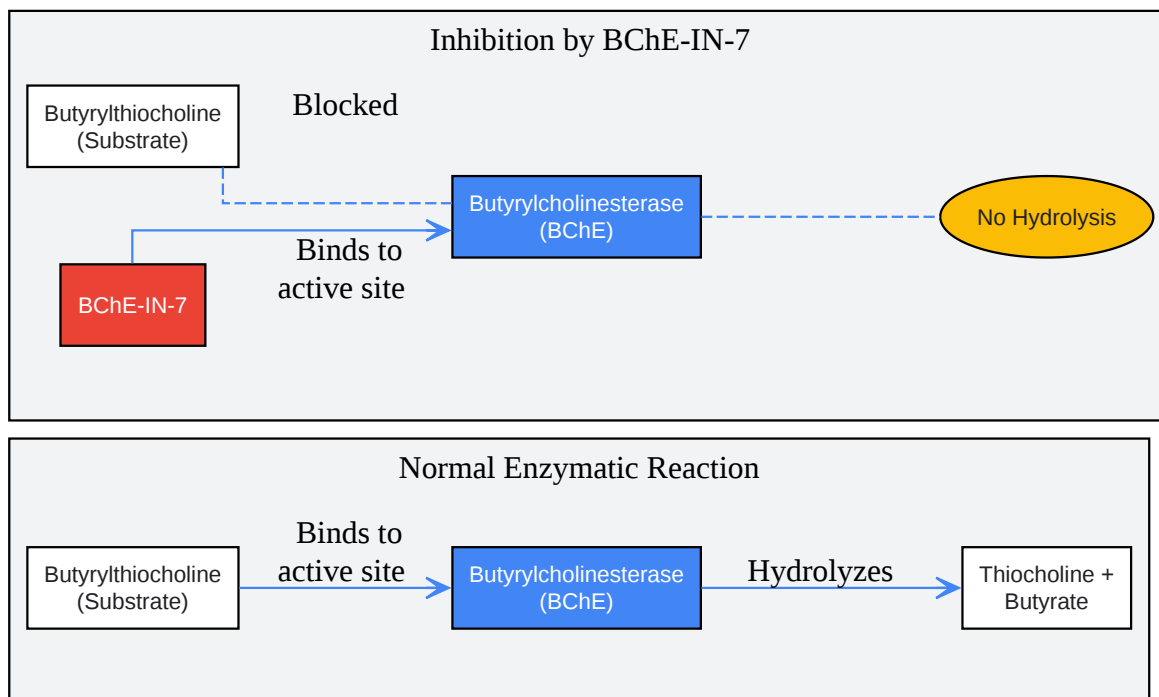 Inhibition by BChE-IN-7
Butyrylthiocholine
(Substrate)
Blocked
Butyrylcholinesterase
(BChE)
No Hydrolysis
Binds to
active site
BChE-IN-7
Normal Enzymatic Reaction
Butyrylthiocholine
(Substrate)
Binds to
active site
Butyrylcholinesterase
(BChE)
Hydrolyzes
Thiocholine +
Butyrate